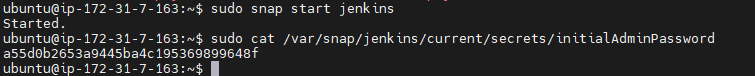 ubuntu@ip-172-31-7-163:~$ sudo snap start jenkins
Started.
ubuntu@ip-172-31-7-163:~$ sudo cat /var/snap/jenkins/current/secrets/initialAdminPassword
a55d0b2653a9445ba4c195369899648f
ubuntu@ip-172-31-7-163:~$